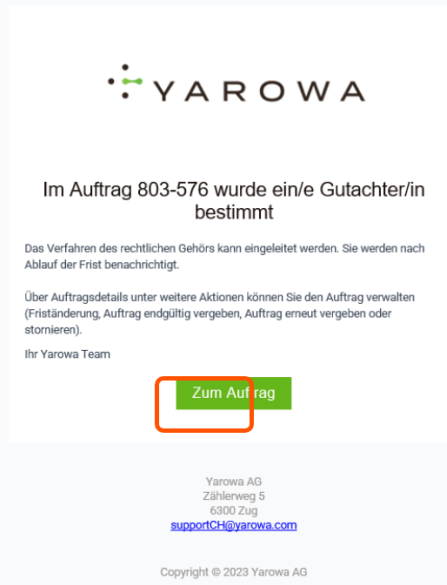 YAROWA
Im Auftrag 803-576 wurde ein/e Gutachter/in
bestimmt
Das Verfahren des rechtlichen Gehörs kann eingeleitet werden. Sie werden nach
Ablauf der Frist benachrichtigt.
Über Auftragsdetails unter weitere Aktionen können Sie den Auftrag verwalten
(Friständerung, Auftrag endgültig vergeben, Auftrag erneut vergeben oder
stornieren).
Ihr Yarowa Team
Zum Auftrag
Yarowa AG
Zählerweg 5
6300 Zug
supportCH@yarowa.com
Copyright © 2023 Yarowa AG